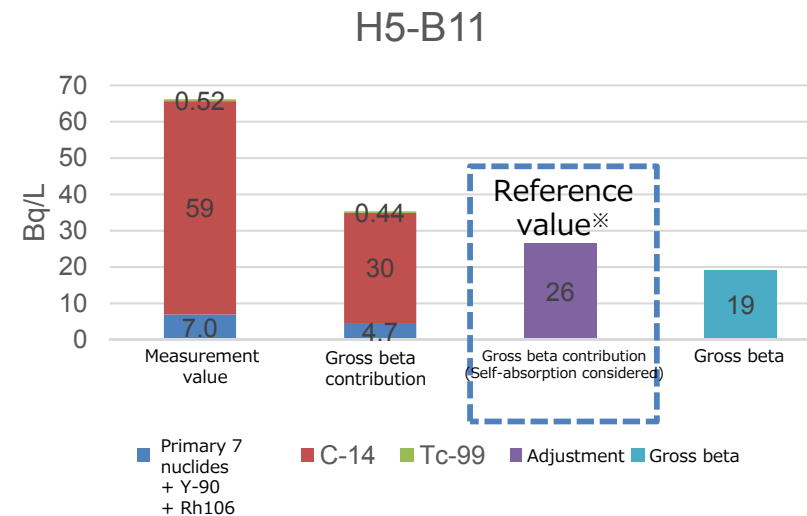 H5-B11
Bq/L
70
60
50
40
30
20
10
0
0.52
59
7.0
0.44
30
4.7
Reference
value※
26
19
Measurement
value
Gross beta
contribution
Gross beta contribution
(Self-absorption considered)
Gross beta
Primary 7
nuclides
+ Y-90
+ Rh106
C-14
Tc-99
Adjustment
Gross beta